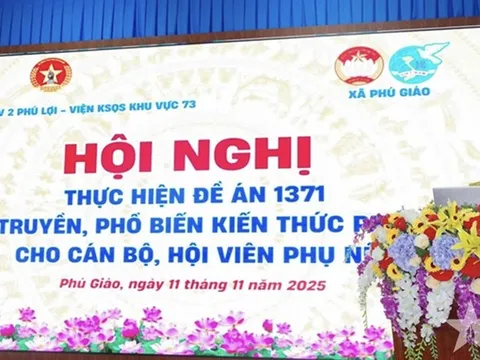 2 PHÚ LỢI – VIỆN KSQS KHU VỰC 73
XÃ PHÚ GIÁO
HỘI NGHỊ
THỰC HIỆN ĐỀ ÁN 1371
TRUYỀN, PHỔ BIẾN KIẾN THỨC
CHO CÁN BỘ, HỘI VIÊN PHỤ
Phú Giáo, ngày 11 tháng 11 năm 2025